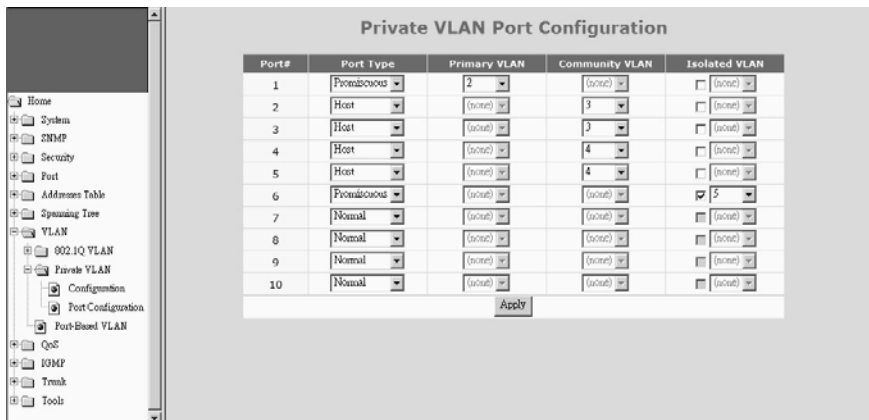 Private VLAN Port Configuration
Home
System
SNMP
Security
Port
Addresses Table
Spanning Tree
VLAN
802.1Q VLAN
Private VLAN
Configuration
Port Configuration
Port-Based VLAN
QoS
IGMP
Trunk
Tools
Port# Port Type Primary VLAN Community VLAN Isolated VLAN
1 Promiscuous 2 (none) (none)
2 Host (none) 3 (none)
3 Host (none) 3 (none)
4 Host (none) 4 (none)
5 Host (none) 4 (none)
6 Promiscuous (none) (none) 5
7 Normal (none) (none) (none)
8 Normal (none) (none) (none)
9 Normal (none) (none) (none)
10 Normal (none) (none) (none)
Apply